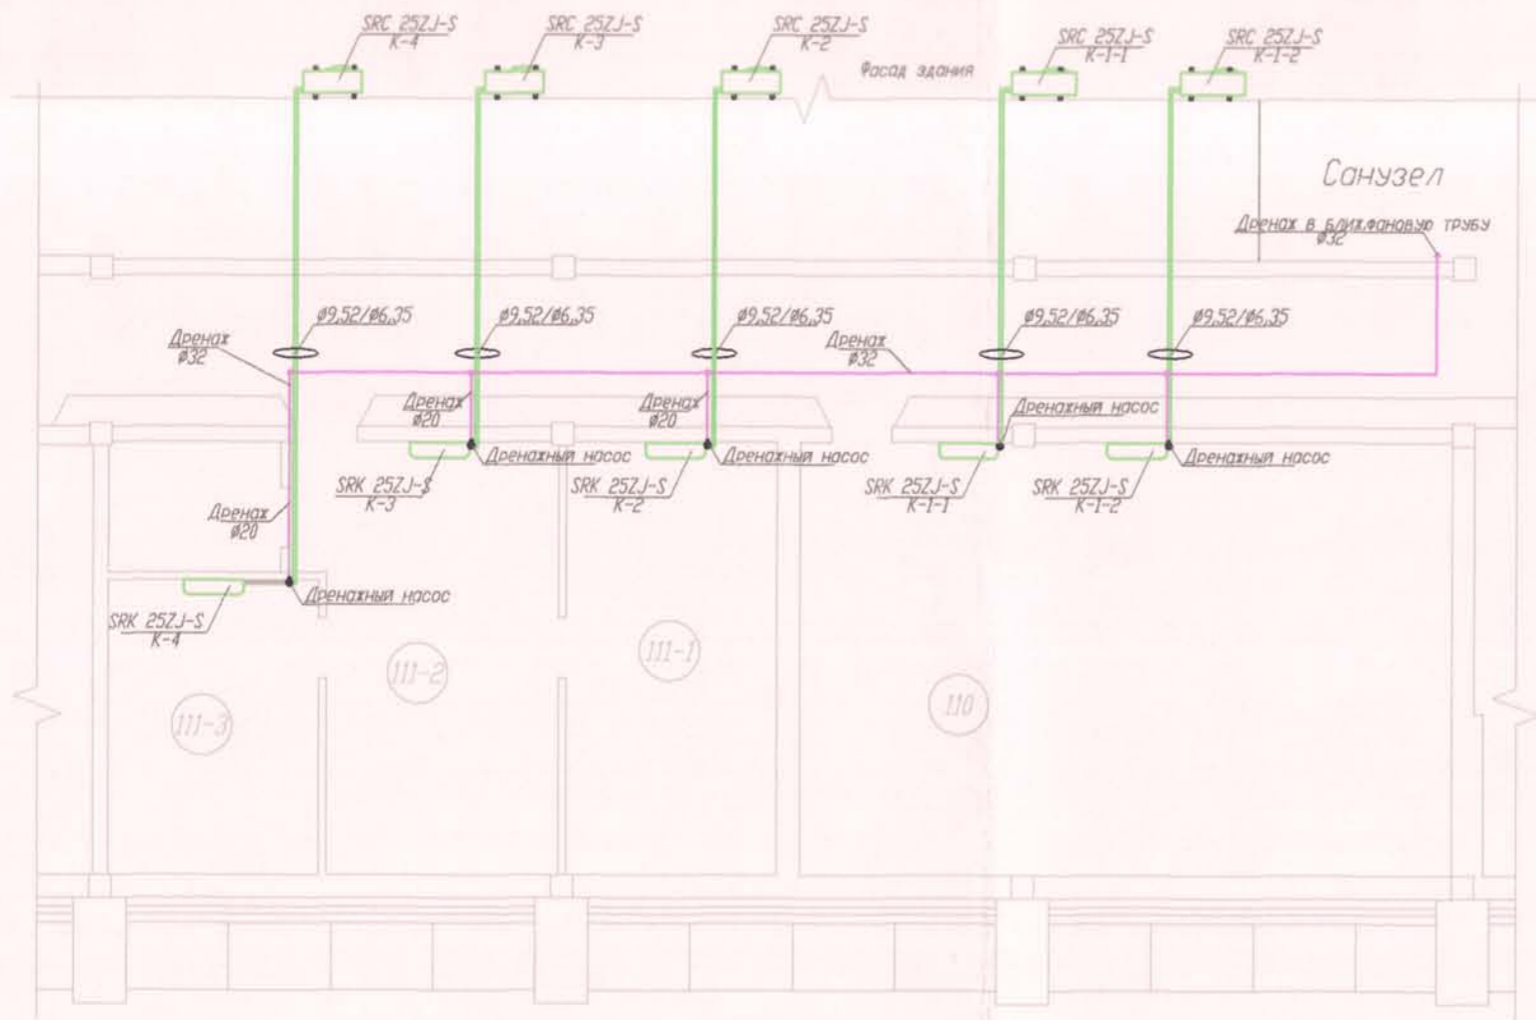 SRC 25ZJ-S
K-4
SRC 25ZJ-S
K-3
SRC 25ZJ-S
K-2
SRC 25ZJ-S
K-1-1
SRC 25ZJ-S
K-1-2
Фасад здания
Санузел
Дренаж в ближ.фановую трубу
ø32
ø9,52/ø6,35
ø9,52/ø6,35
ø9,52/ø6,35
ø9,52/ø6,35
ø9,52/ø6,35
Дренаж
ø32
Дренаж
ø32
Дренаж
ø20
Дренаж
ø20
Дренажный насос
Дренажный насос
Дренажный насос
Дренажный насос
SRK 25ZJ-S
K-3
SRK 25ZJ-S
K-2
SRK 25ZJ-S
K-1-1
SRK 25ZJ-S
K-1-2
Дренаж
ø20
Дренажный насос
SRK 25ZJ-S
K-4
111-3
111-2
111-1
110